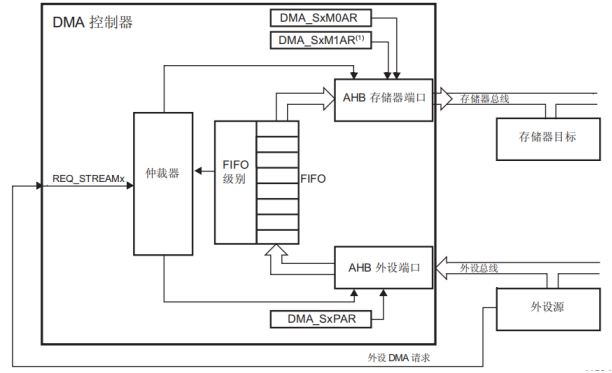 DMA 控制器
DMA_SxM0AR
DMA_SxM1AR(1)
AHB 存储器端口
存储器总线
存储器目标
REQ_STREAMx
仲裁器
FIFO
级别
FIFO
AHB 外设端口
外设总线
外设源
DMA_SxPAR
外设 DMA 请求